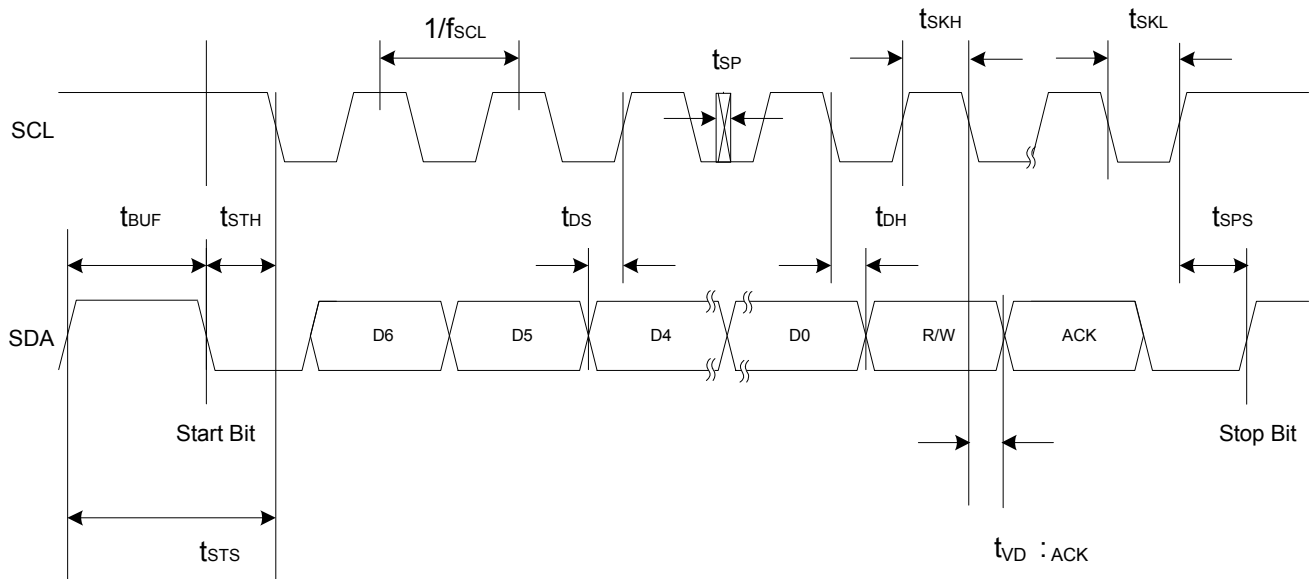 1/fSCL
tSKH
tSKL
tSP
SCL
tBUF
tSTH
tDS
tDH
tSPS
SDA
D6
D5
D4
D0
R/W
ACK
Start Bit
Stop Bit
tSTS
tVD : ACK